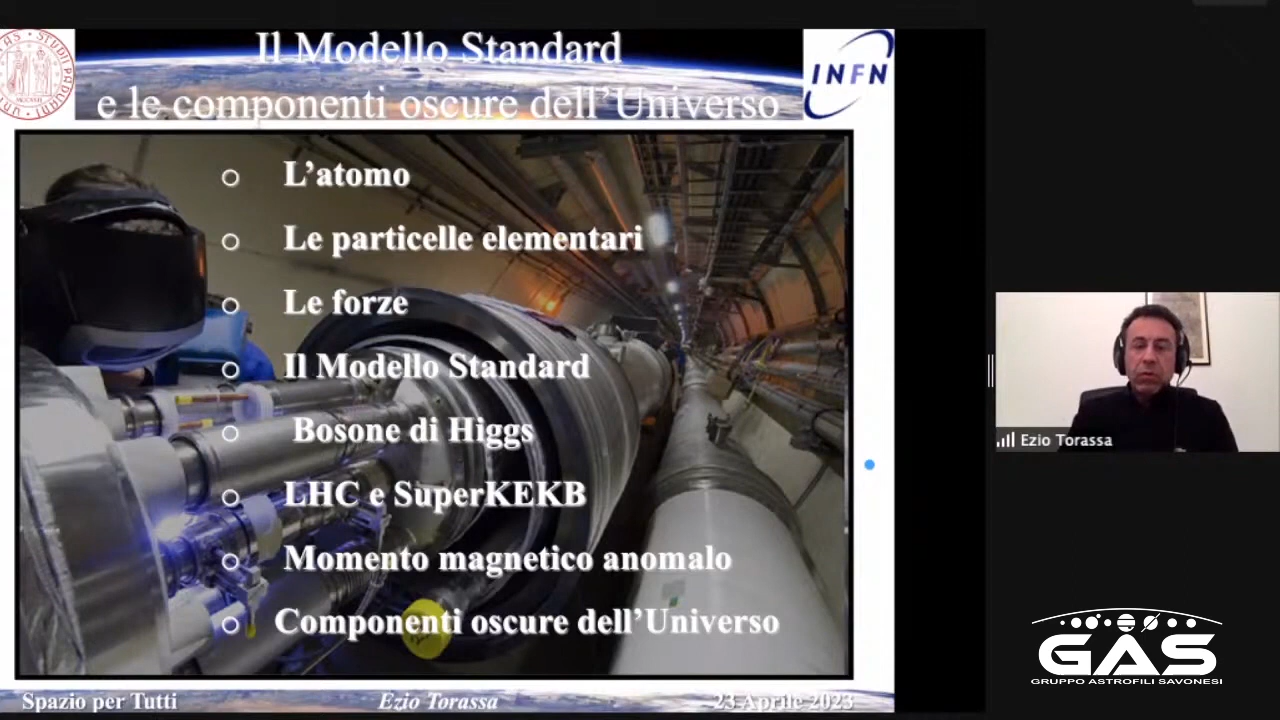 Il Modello Standard
e le componenti oscure dell'Universo
INFN
L'atomo
Le particelle elementari
Le forze
Il Modello Standard
Bosone di Higgs
LHC e SuperKEKB
Momento magnetico anomalo
Componenti oscure dell'Universo
Spazio per Tutti
Ezio Torassa
23 Aprile 2023
Ezio Torassa
GAS
GRUPPO ASTROFILI SAVONESI